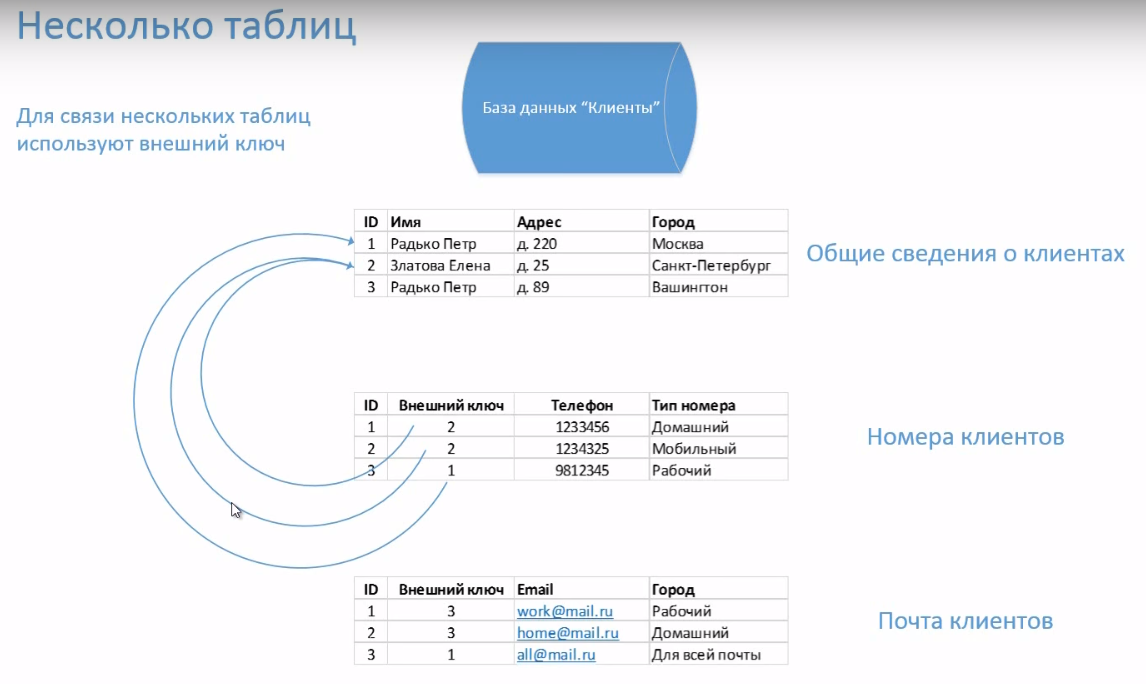 Несколько таблиц
База данных “Клиенты”
Для связи нескольких таблиц
используют внешний ключ
ID Имя Адрес Город
1 Радько Петр д. 220 Москва
2 Златова Елена д. 25 Санкт-Петербург
3 Радько Петр д. 89 Вашингтон
Общие сведения о клиентах
ID Внешний ключ Телефон Тип номера
1 2 1233456 Домашний
2 2 1234325 Мобильный
3 1 9812345 Рабочий
Номера клиентов
ID Внешний ключ Email Город
1 3 work@mail.ru Рабочий
2 3 home@mail.ru Домашний
3 1 all@mail.ru Для всей почты
Почта клиентов